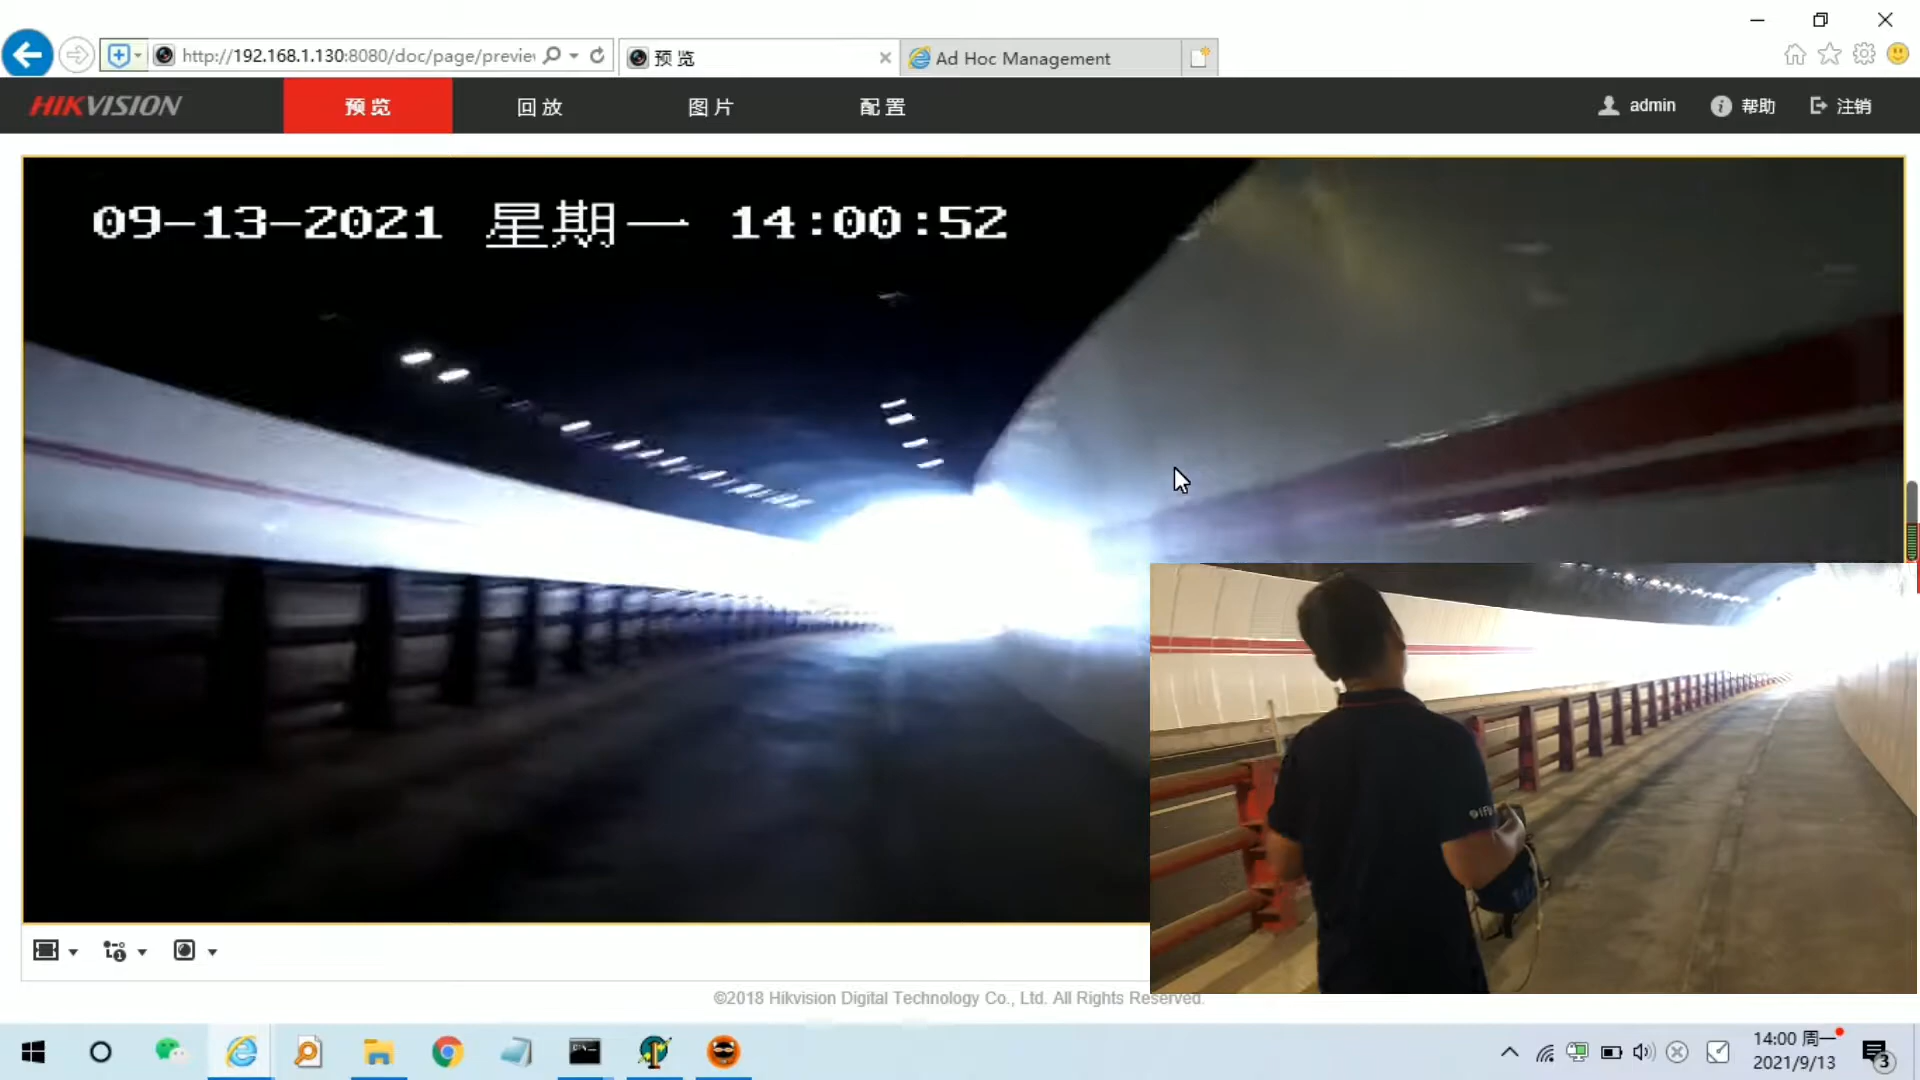 http://192.168.1.130:8080/doc/page/preview
预 览
Ad Hoc Management
HIKVISION
预 览
回 放
图 片
配 置
admin
帮助
注销
09-13-2021 星期一 14:00:52
©2018 Hikvision Digital Technology Co., Ltd. All Rights Reserved.
14:00 周一
2021/9/13
3